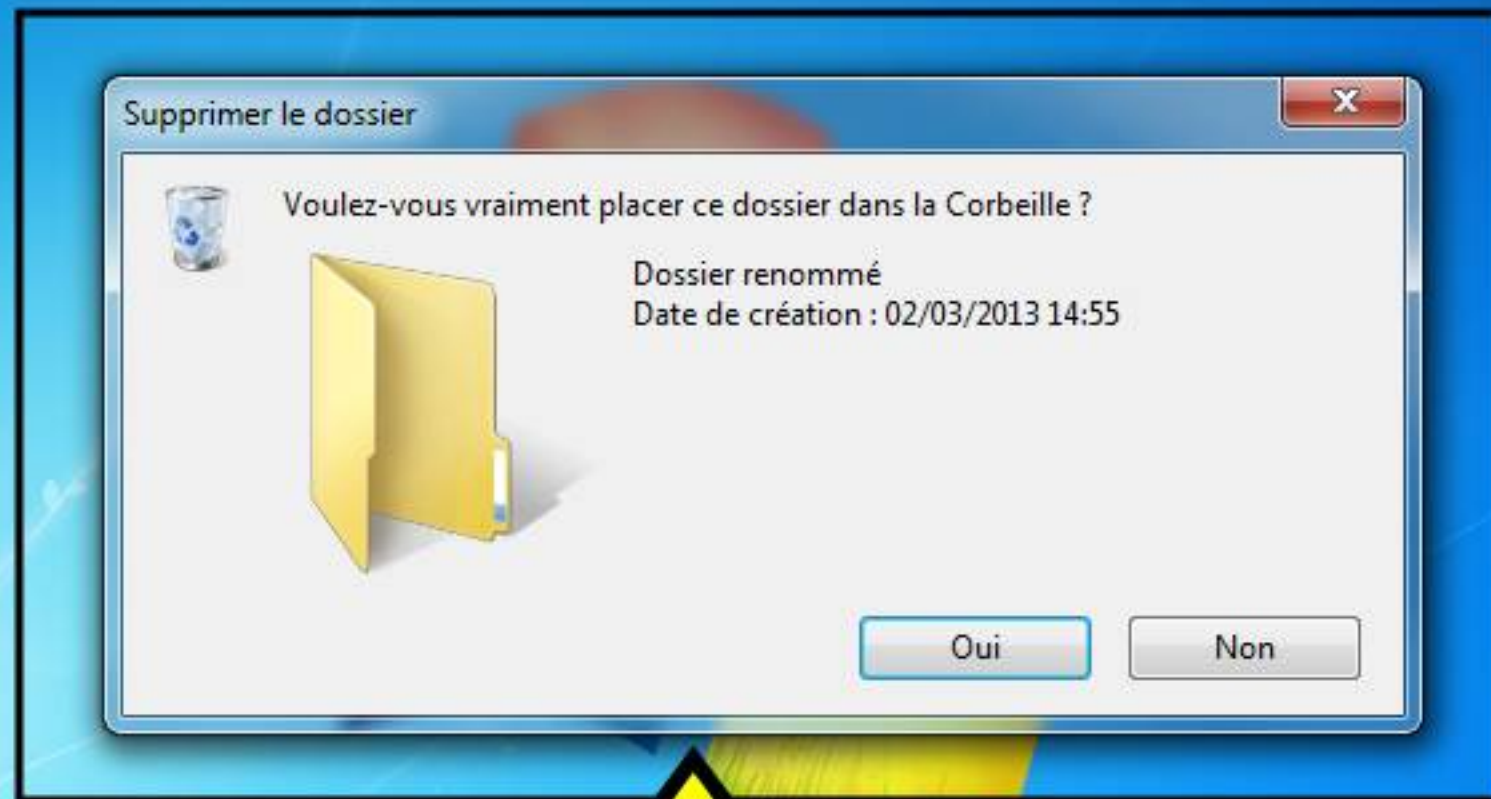 Supprimer le dossier
Voulez-vous vraiment placer ce dossier dans la Corbeille ?
Dossier renommé
Date de création : 02/03/2013 14:55
Oui
Non